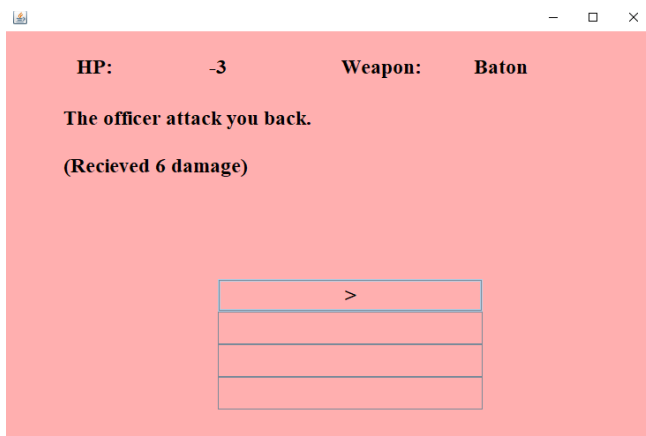 HP: -3 Weapon: Baton
The officer attack you back.
(Recieved 6 damage)
>